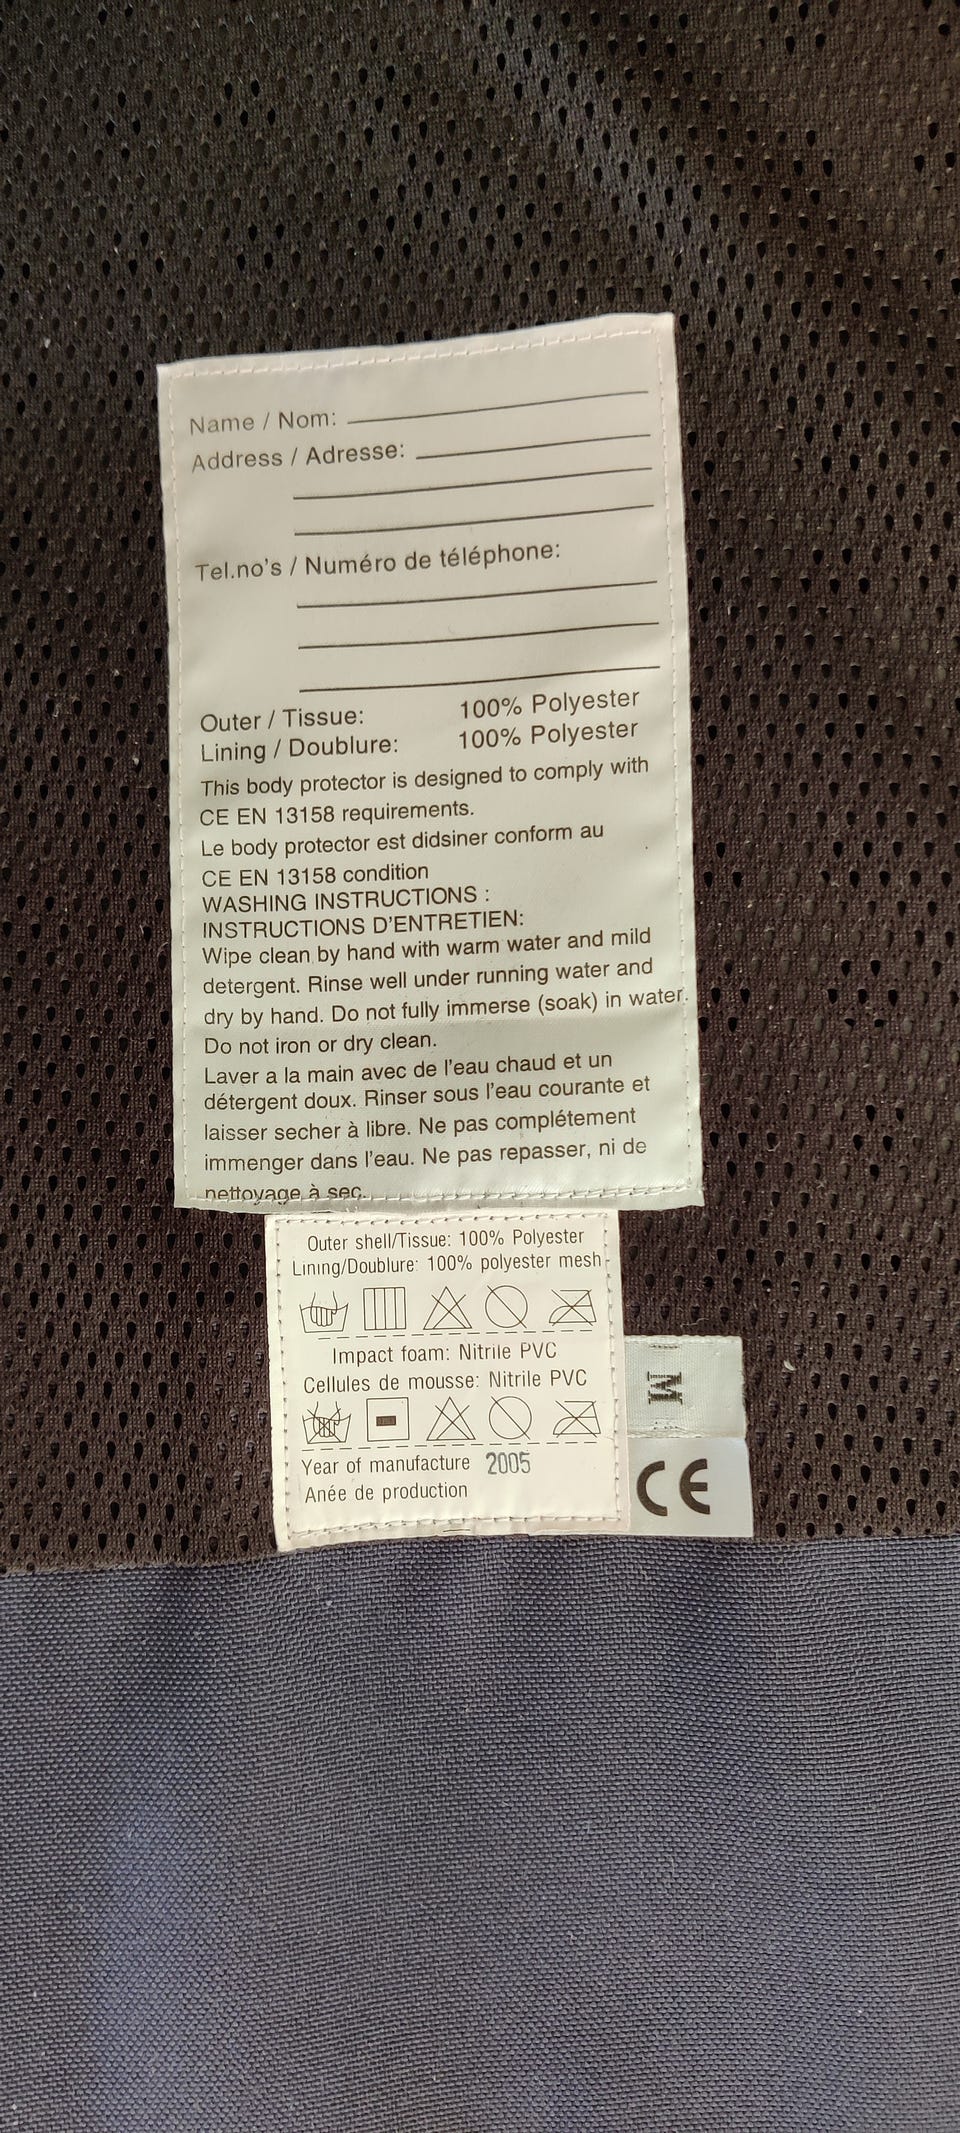 Name / Nom:
Address / Adresse:
Tel.no's / Numéro de téléphone:
Outer / Tissue: 100% Polyester
Lining / Doublure: 100% Polyester
This body protector is designed to comply with
CE EN 13158 requirements.
Le body protector est didsiner conform au
CE EN 13158 condition
WASHING INSTRUCTIONS :
INSTRUCTIONS D'ENTRETIEN:
Wipe clean by hand with warm water and mild
detergent. Rinse well under running water and
dry by hand. Do not fully immerse (soak) in water.
Do not iron or dry clean.
Laver a la main avec de l'eau chaud et un
détergent doux. Rinser sous l'eau courante et
laisser secher à libre. Ne pas complétement
immenger dans l'eau. Ne pas repasser, ni de
nettoyage à sec.
Outer shell/Tissue: 100% Polyester
Lining/Doublure: 100% polyester mesh
Impact foam: Nitrile PVC
Cellules de mousse: Nitrile PVC
Year of manufacture 2005
Anée de production
M
CE